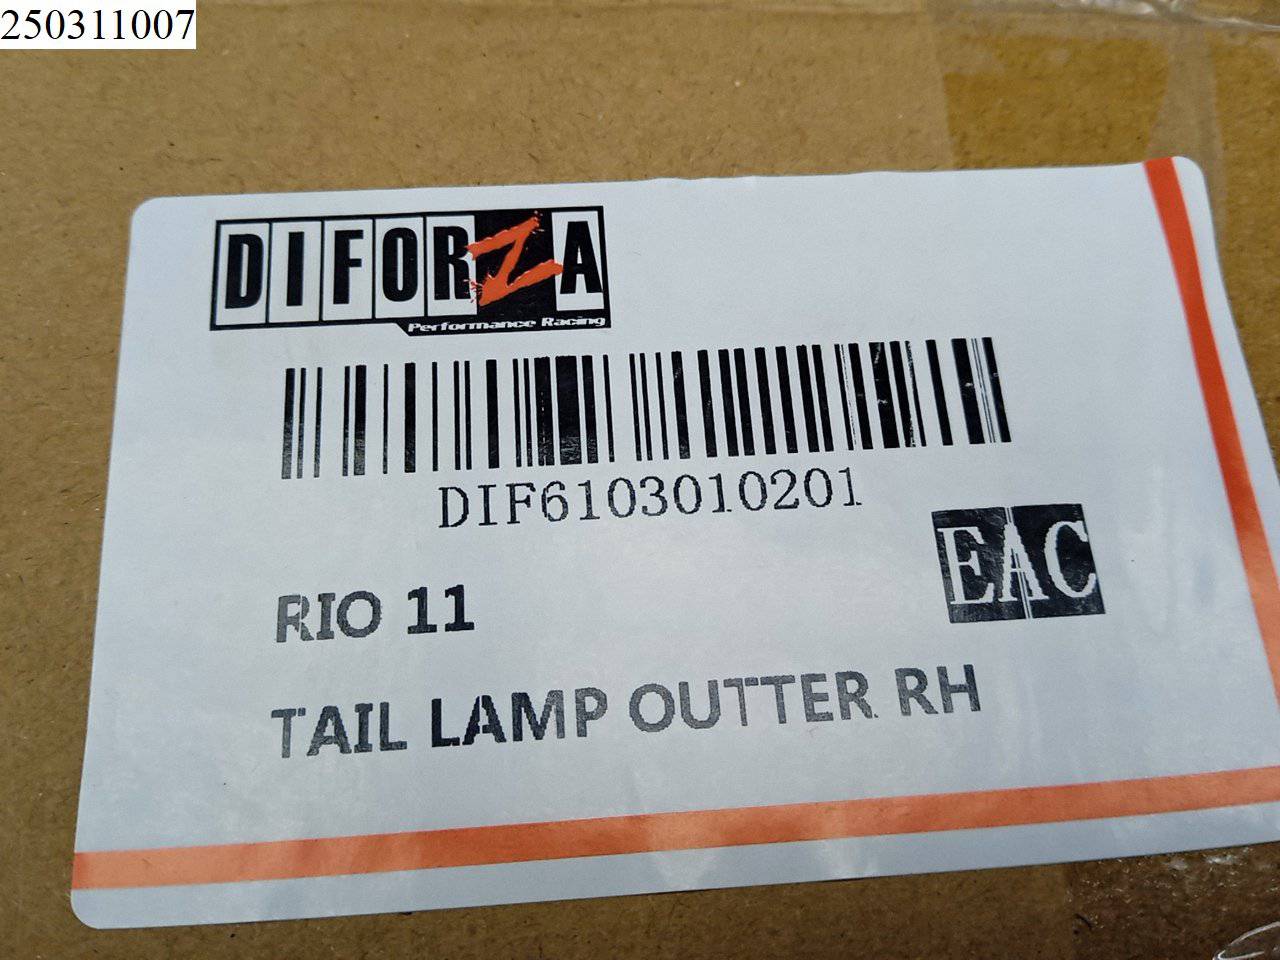 250311007
DIFORZA
Performance Racing
DIF6103010201
EAC
RIO 11
TAIL LAMP OUTTER RH